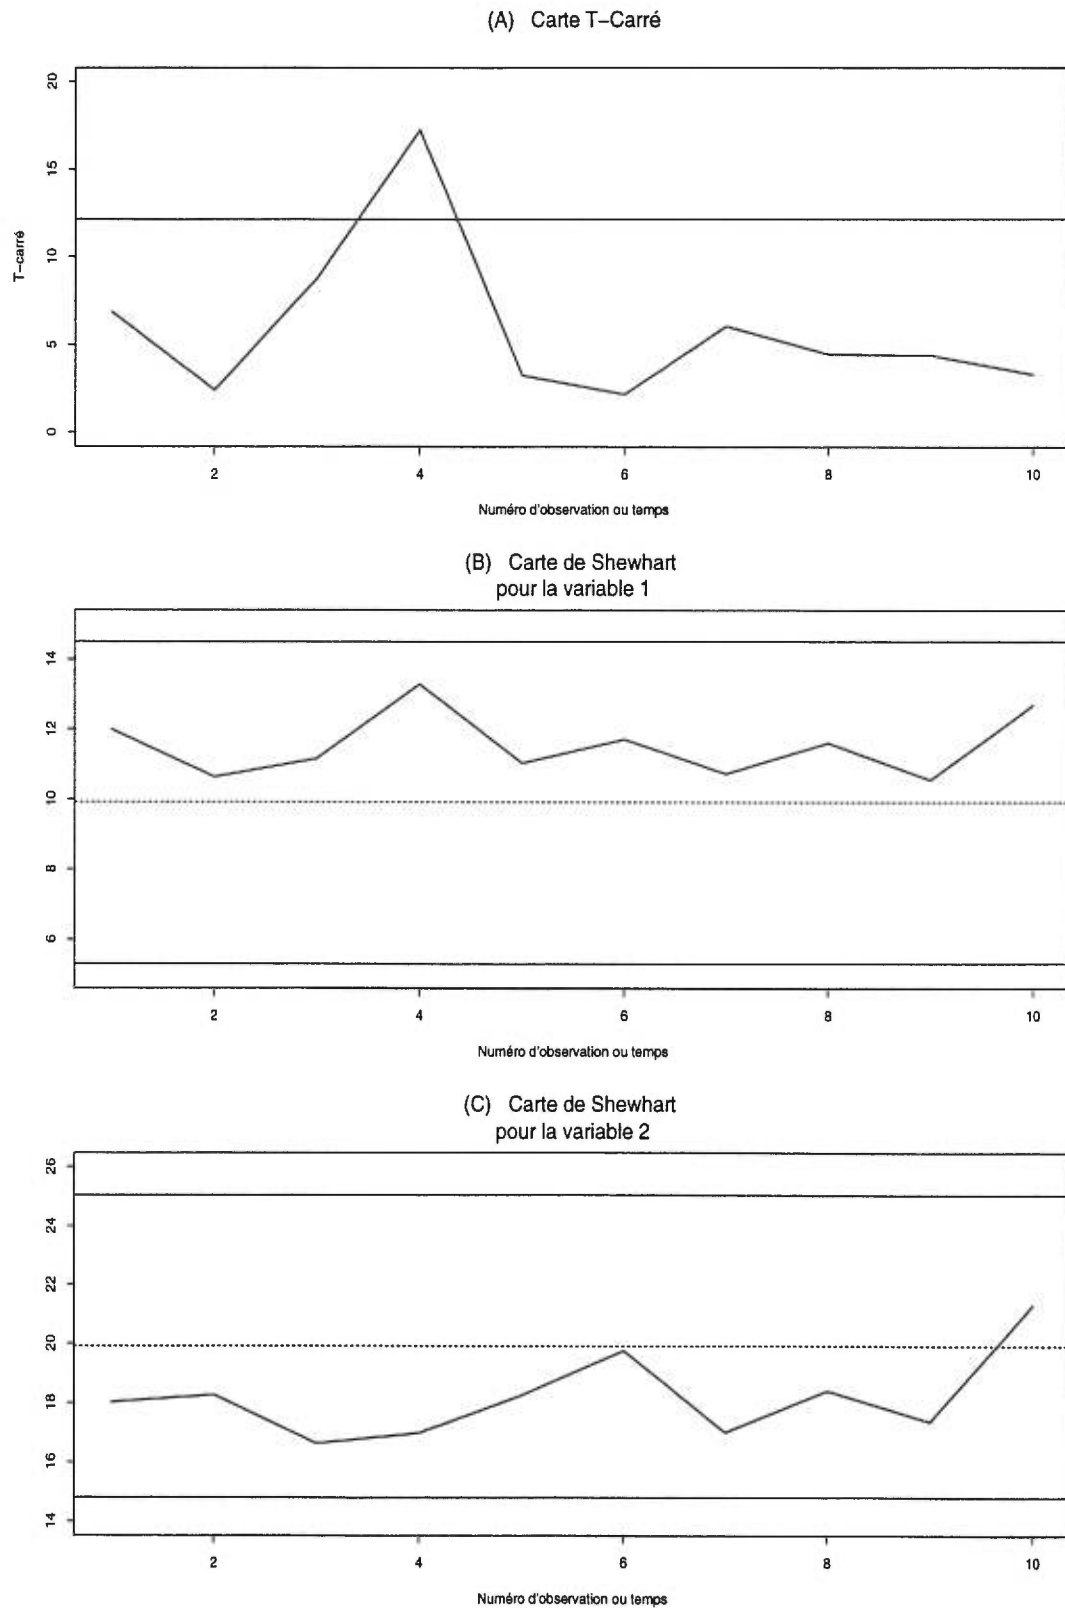 (A) Carte T−Carré
20
15
10
5
0
T−carré
2 4 6 8 10
Numéro d'observation ou temps
(B) Carte de Shewhart
pour la variable 1
14
12
10
8
6
2 4 6 8 10
Numéro d'observation ou temps
(C) Carte de Shewhart
pour la variable 2
26
24
22
20
18
16
14
2 4 6 8 10
Numéro d'observation ou temps